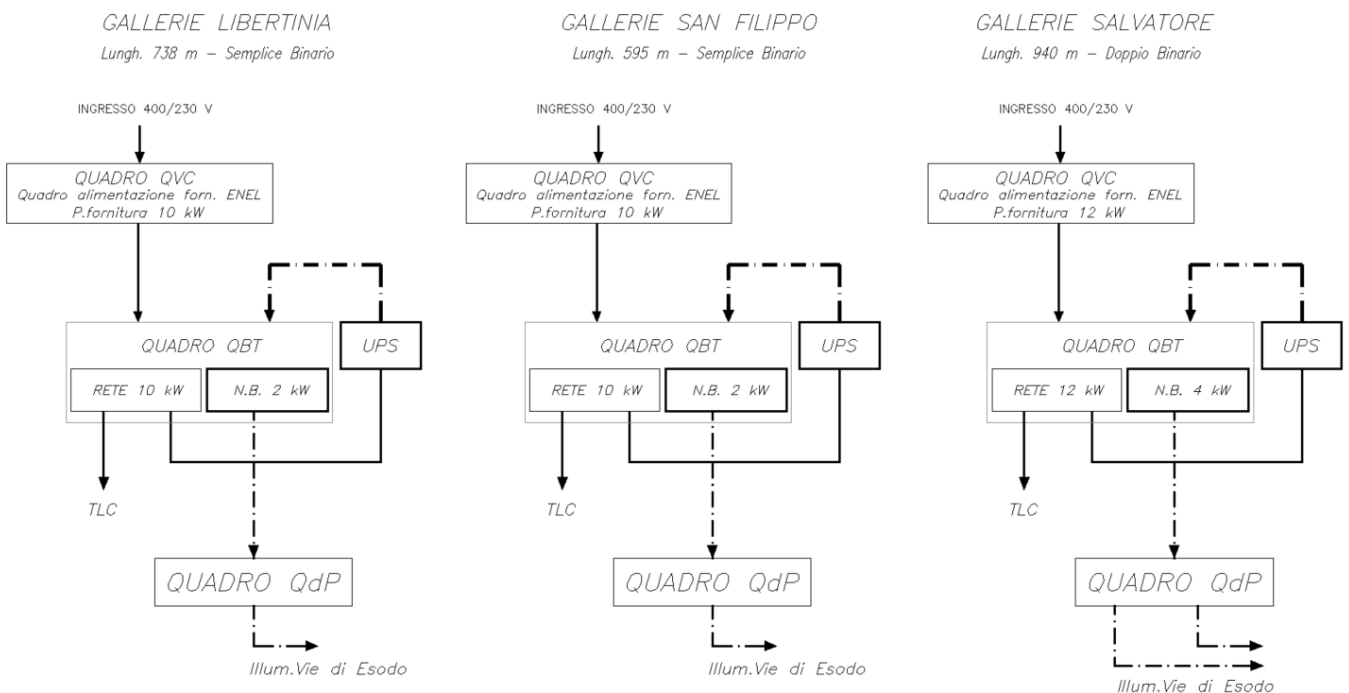 GALLERIE LIBERTINIA
Lungh. 738 m – Semplice Binario
INGRESSO 400/230 V
QUADRO QVC
Quadro alimentazione forn. ENEL
P.fornitura 10 kW
QUADRO QBT
UPS
RETE 10 kW
N.B. 2 kW
TLC
QUADRO QdP
Illum.Vie di Esodo
GALLERIE SAN FILIPPO
Lungh. 595 m – Semplice Binario
INGRESSO 400/230 V
QUADRO QVC
Quadro alimentazione forn. ENEL
P.fornitura 10 kW
QUADRO QBT
UPS
RETE 10 kW
N.B. 2 kW
TLC
QUADRO QdP
Illum.Vie di Esodo
GALLERIE SALVATORE
Lungh. 940 m – Doppio Binario
INGRESSO 400/230 V
QUADRO QVC
Quadro alimentazione forn. ENEL
P.fornitura 12 kW
QUADRO QBT
UPS
RETE 12 kW
N.B. 4 kW
TLC
QUADRO QdP
Illum.Vie di Esodo